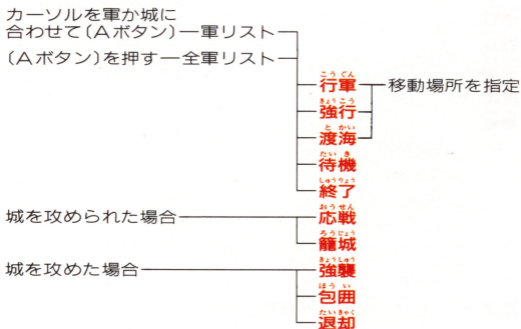 カーソルを軍か城に
合わせて〔Aボタン〕―軍リスト
〔Aボタン〕を押す―全軍リスト
こうぐん
行軍
移動場所を指定
きょうこう
強行
とかい
渡海
たいき
待機
しゅうりょう
終了
城を攻められた場合
おうせん
応戦
ろうじょう
籠城
城を攻めた場合
きょうしゅう
強襲
ほうい
包囲
たいきゃく
退却